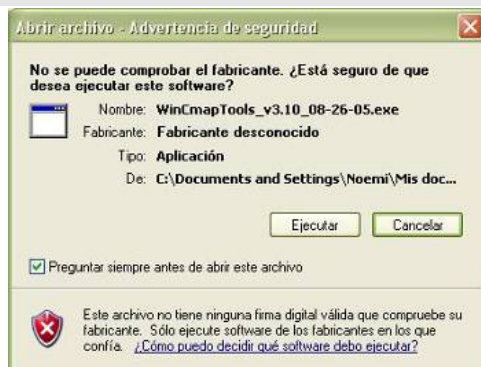 Abrir archivo - Advertencia de seguridad
No se puede comprobar el fabricante. ¿Está seguro de que
desea ejecutar este software?
Nombre: WinCmapTools_v3.10_08-26-05.exe
Fabricante: Fabricante desconocido
Tipo: Aplicación
De: C:\Documents and Settings\Noemi\Mis doc...
Ejecutar Cancelar
Preguntar siempre antes de abrir este archivo
Este archivo no tiene ninguna firma digital válida que compruebe su
fabricante. Sólo ejecute software de los fabricantes en los que
confía. ¿Cómo puedo decidir qué software debo ejecutar?